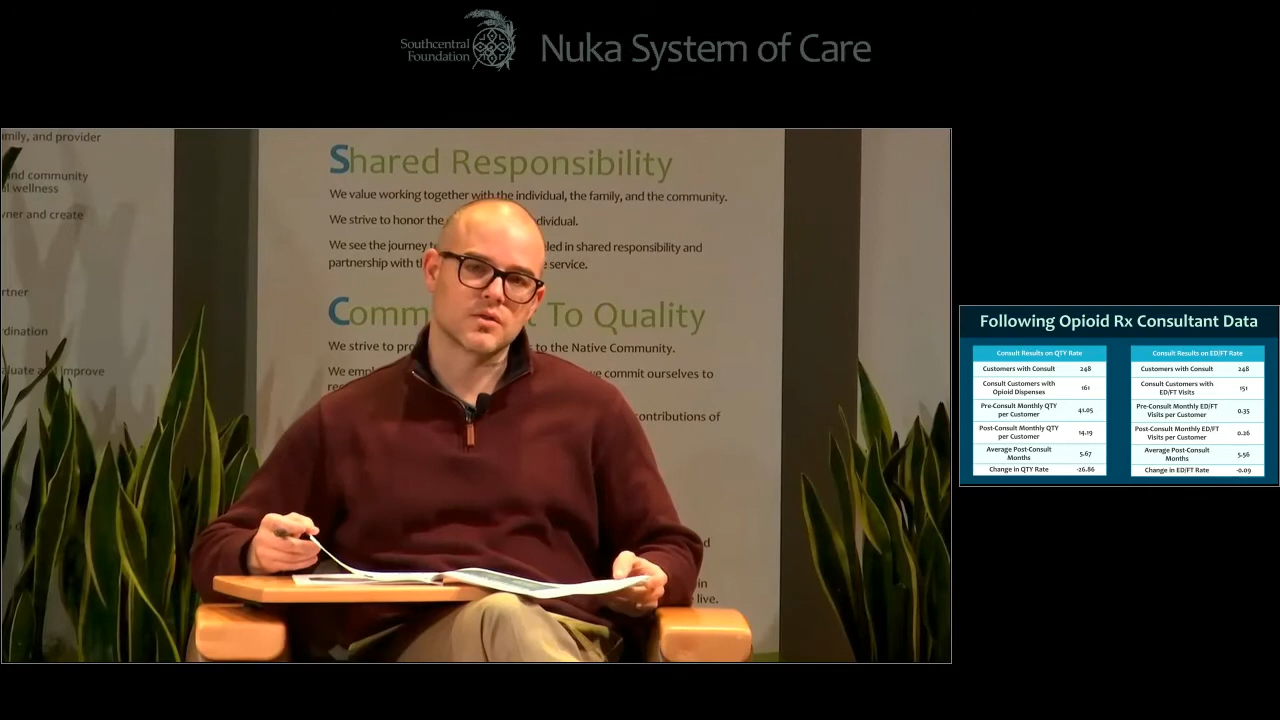 Southcentral
Foundation
Nuka System of Care
mily, and provider
and community
l wellness
wner and create
rtner
rdination
aluate and Improve
Shared Responsibility
We value working together with the individual, the family, and the community.
We strive to honor the dividual.
We see the journey t led in shared responsibility and
partnership with th e service.
Comm t To Quality
We strive to pro to the Native Community.
We empl we commit ourselves to
contributions of
d
in
live.
Following Opioid Rx Consultant Data
Consult Results on QTY Rate
Customers with Consult 248
Consult Customers with
Opioid Dispenses 161
Pre-Consult Monthly QTY
per Customer 41.05
Post-Consult Monthly QTY
per Customer 14.19
Average Post-Consult
Months 5.67
Change in QTY Rate -26.86
Consult Results on ED/FT Rate
Customers with Consult 248
Consult Customers with
ED/FT Visits 151
Pre-Consult Monthly ED/FT
Visits per Customer 0.35
Post-Consult Monthly ED/FT
Visits per Customer 0.26
Average Post-Consult
Months 5.56
Change in ED/FT Rate -0.09